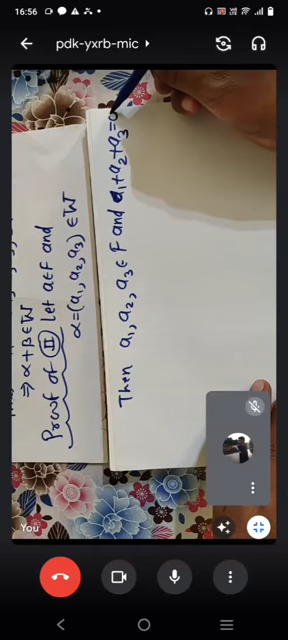 16:56
pdk-yxrb-mic
⇒ α+β∈W
Proof of (II) let a∈F and
α=(a₁, a₂, a₃) ∈W
Then a₁, a₂, a₃ ∈ F and a₁+a₂+a₃=0
You